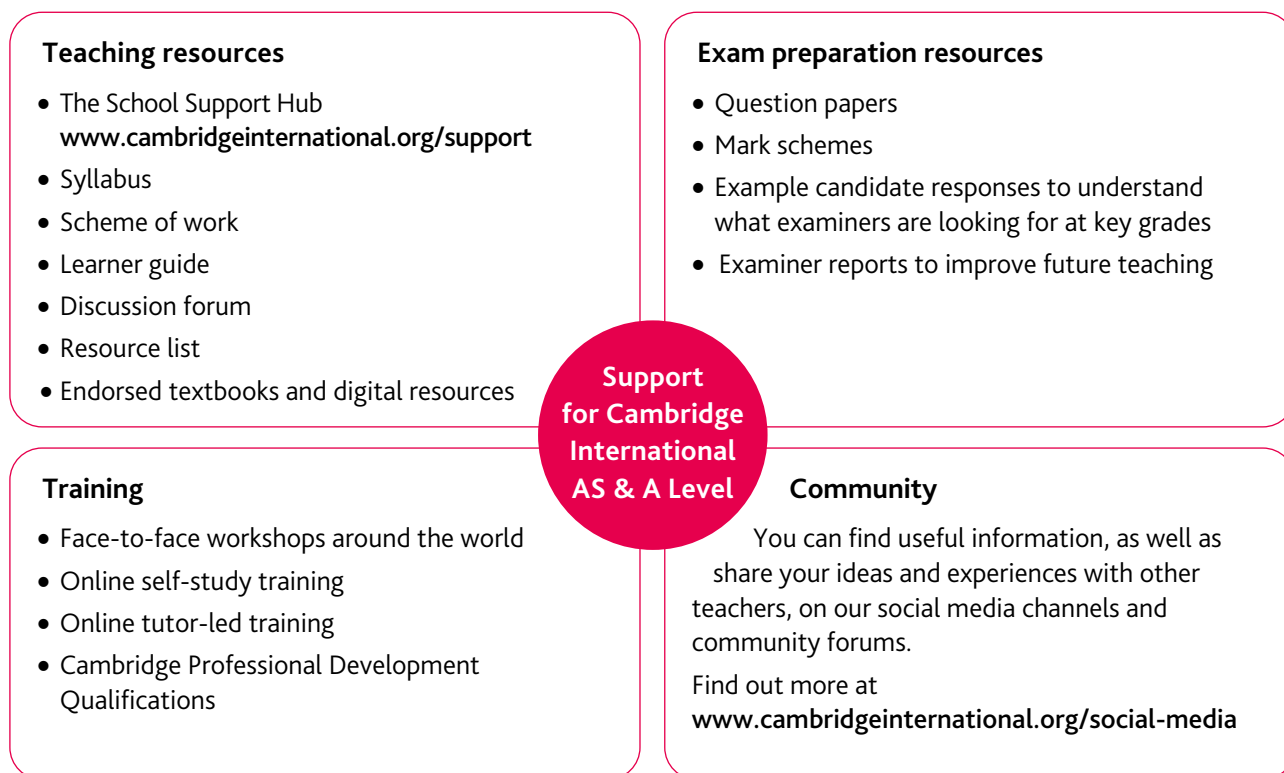 Teaching resources
• The School Support Hub
www.cambridgeinternational.org/support
• Syllabus
• Scheme of work
• Learner guide
• Discussion forum
• Resource list
• Endorsed textbooks and digital resources
Exam preparation resources
• Question papers
• Mark schemes
• Example candidate responses to understand
what examiners are looking for at key grades
• Examiner reports to improve future teaching
Support
for Cambridge
International
AS & A Level
Training
• Face-to-face workshops around the world
• Online self-study training
• Online tutor-led training
• Cambridge Professional Development
Qualifications
Community
You can find useful information, as well as
share your ideas and experiences with other
teachers, on our social media channels and
community forums.
Find out more at
www.cambridgeinternational.org/social-media